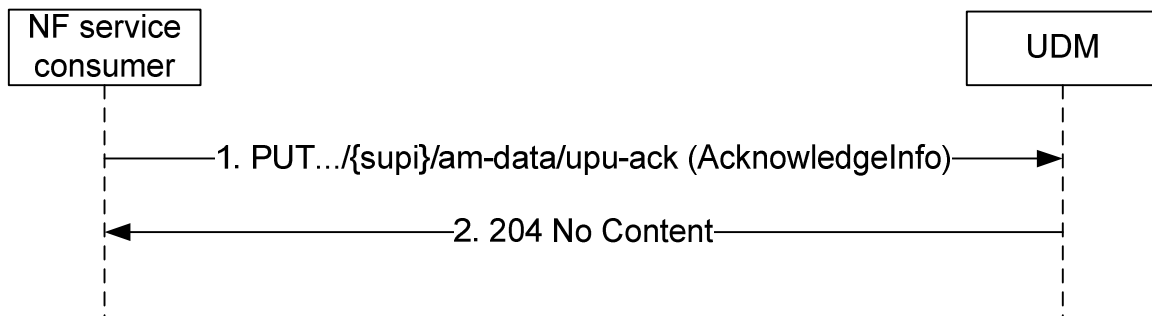 NF service
consumer
UDM
1. PUT.../{supi}/am-data/upu-ack (AcknowledgeInfo)
2. 204 No Content